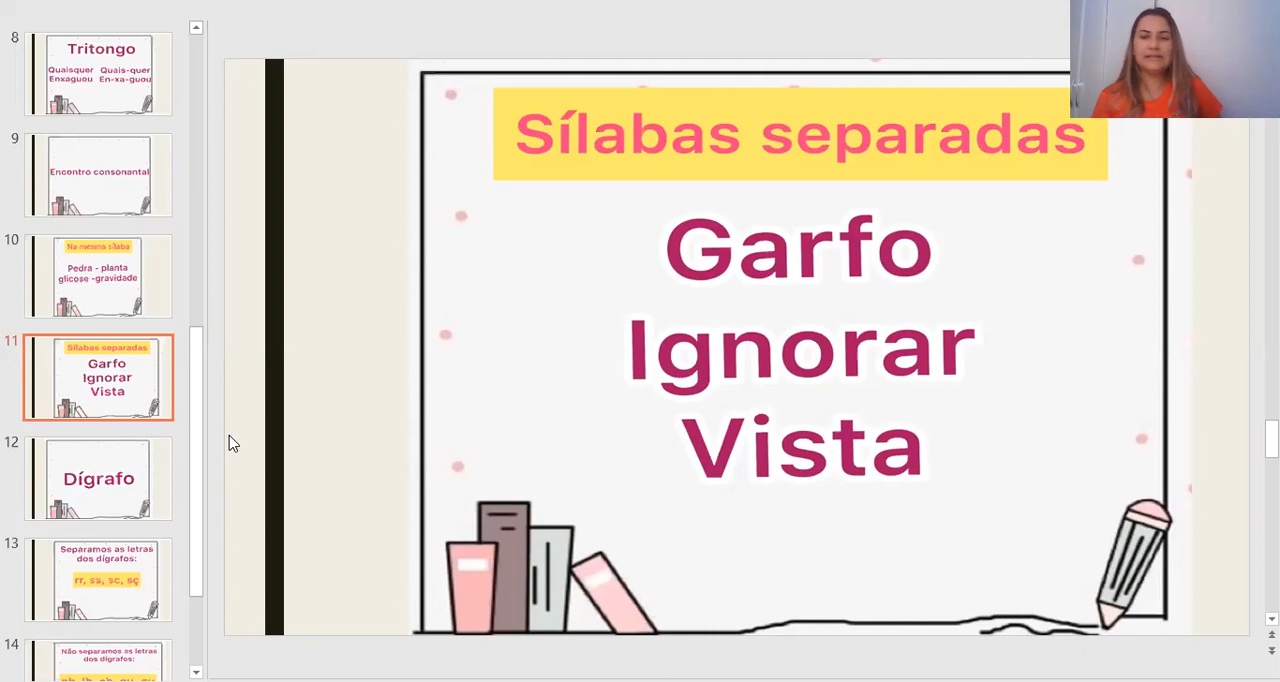 8
Tritongo
Quaisquer Quais-quer
Enxaguou En-xa-guou
9
Encontro consonantal
10
Na mesma sílaba
Pedra - planta
glicose -gravidade
11
Sílabas separadas
Garfo
Ignorar
Vista
12
Dígrafo
13
Separamos as letras
dos dígrafos:
rr, ss, sc, sç
14
Não separamos as letras
dos dígrafos:
Sílabas separadas
Garfo
Ignorar
Vista